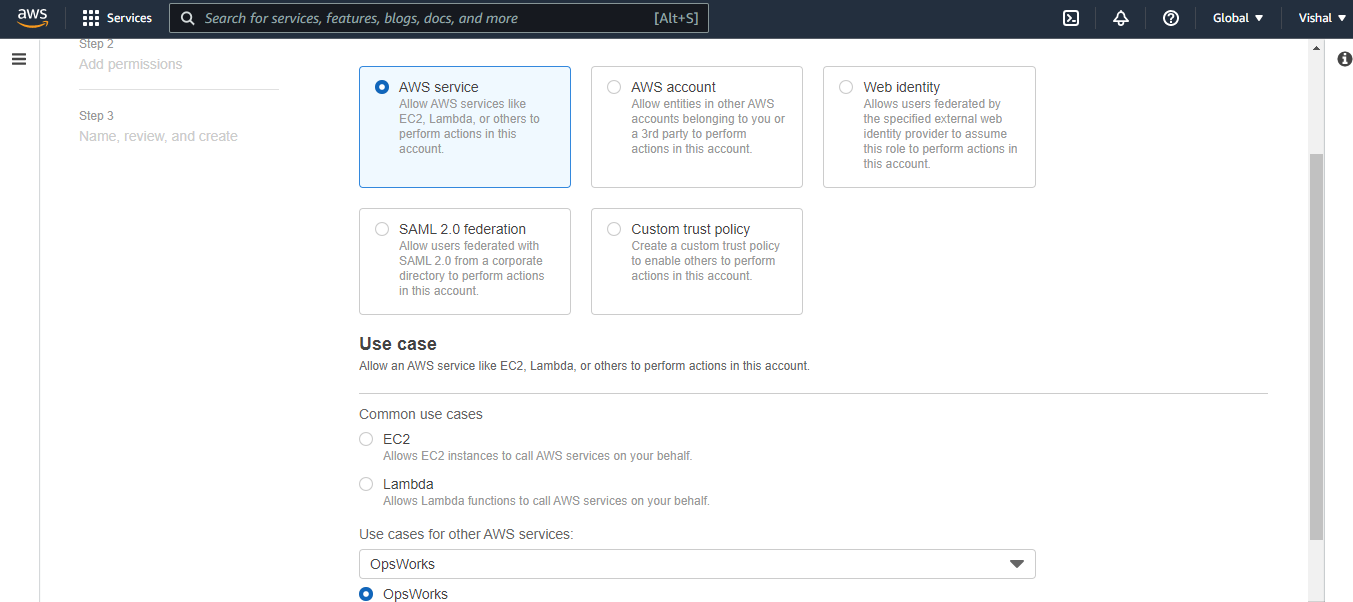 aws
Services
Search for services, features, blogs, docs, and more
[Alt+S]
Global
Vishal
Step 2
Add permissions
Step 3
Name, review, and create
AWS service
Allow AWS services like
EC2, Lambda, or others to
perform actions in this
account.
AWS account
Allow entities in other AWS
accounts belonging to you or
a 3rd party to perform
actions in this account.
Web identity
Allows users federated by
the specified external web
identity provider to assume
this role to perform actions in
this account.
SAML 2.0 federation
Allow users federated with
SAML 2.0 from a corporate
directory to perform actions
in this account.
Custom trust policy
Create a custom trust policy
to enable others to perform
actions in this account.
Use case
Allow an AWS service like EC2, Lambda, or others to perform actions in this account.
Common use cases
EC2
Allows EC2 instances to call AWS services on your behalf.
Lambda
Allows Lambda functions to call AWS services on your behalf.
Use cases for other AWS services:
OpsWorks
OpsWorks